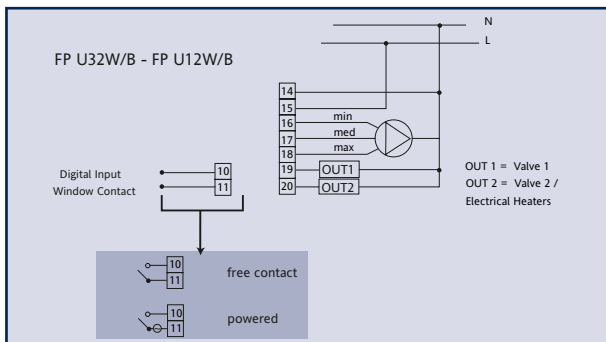 N
L
FP U32W/B - FP U12W/B
14
15
16 min
17 med
18 max
19 OUT1
20 OUT2
OUT 1 = Valve 1
OUT 2 = Valve 2 /
Electrical Heaters
Digital Input 10
Window Contact 11
10
11
free contact
10
11
powered